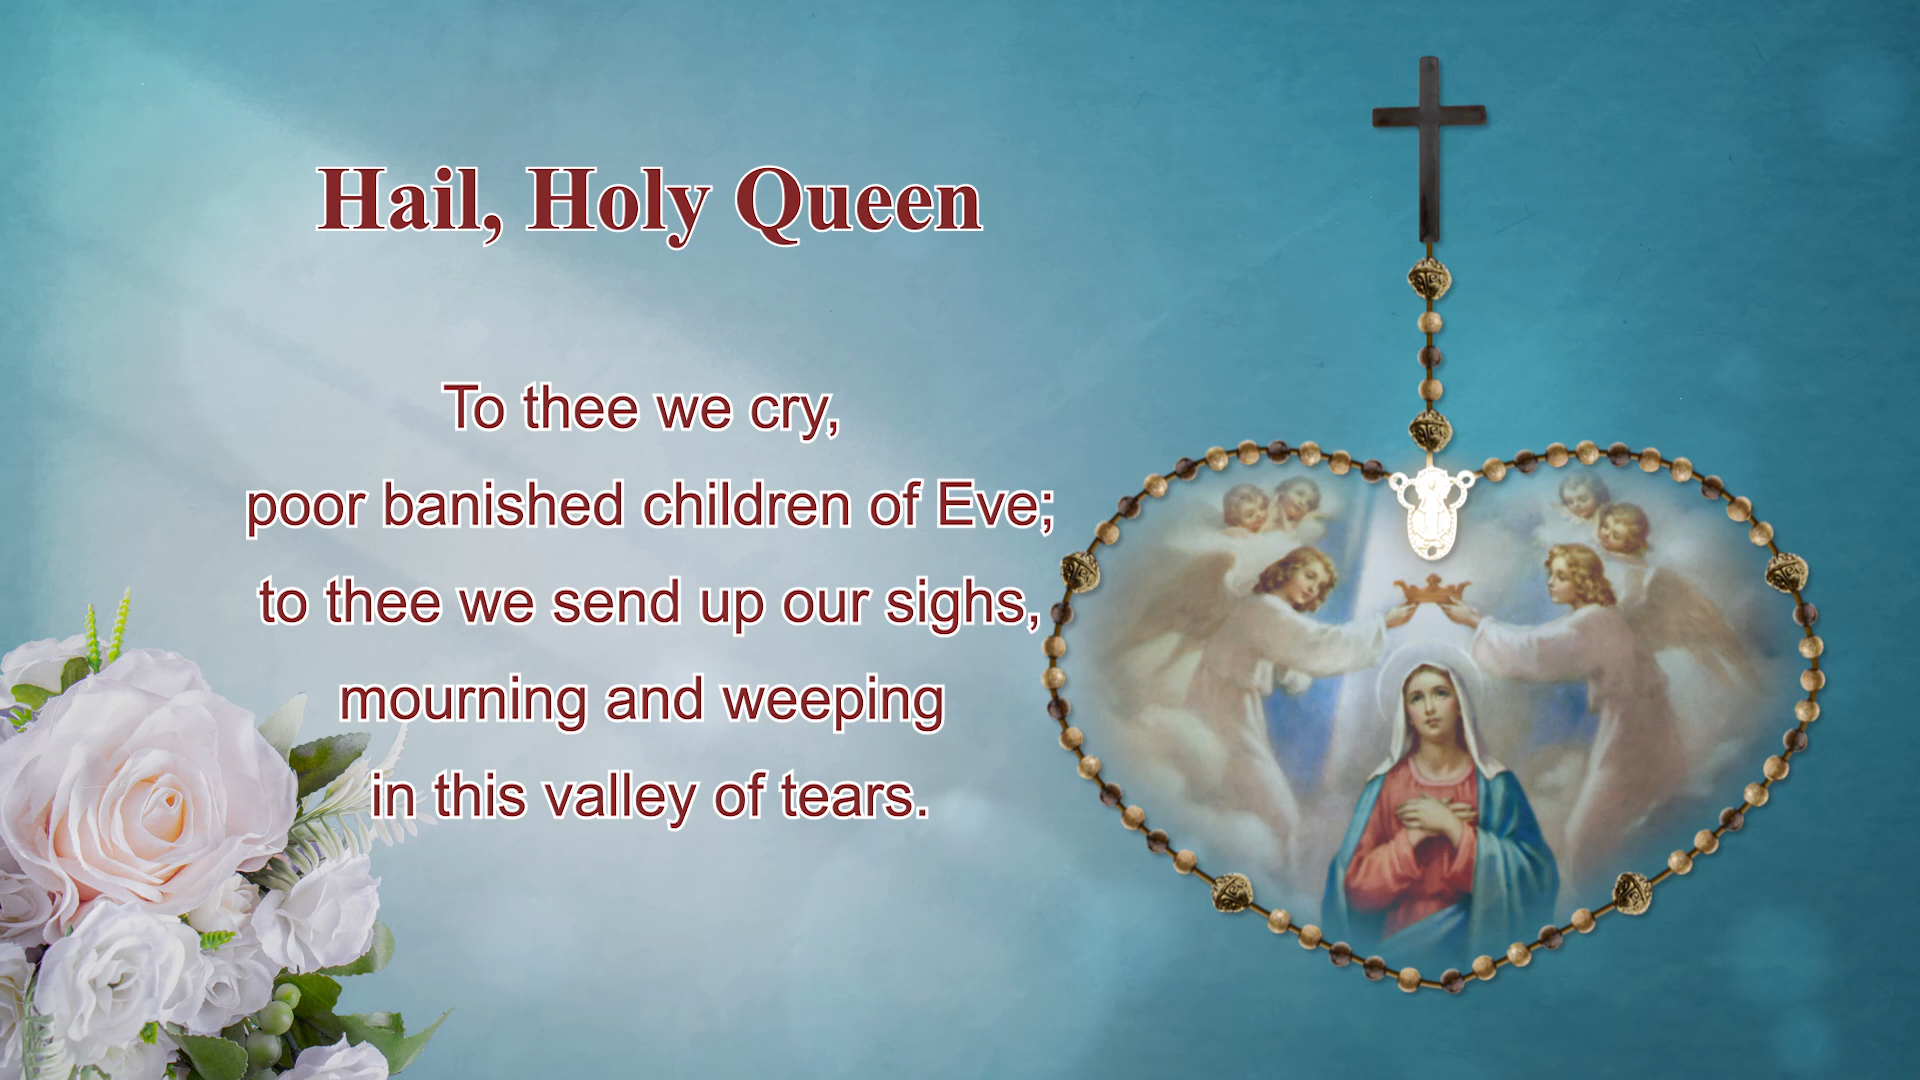 Hail, Holy Queen
To thee we cry,
poor banished children of Eve;
to thee we send up our sighs,
mourning and weeping
in this valley of tears.